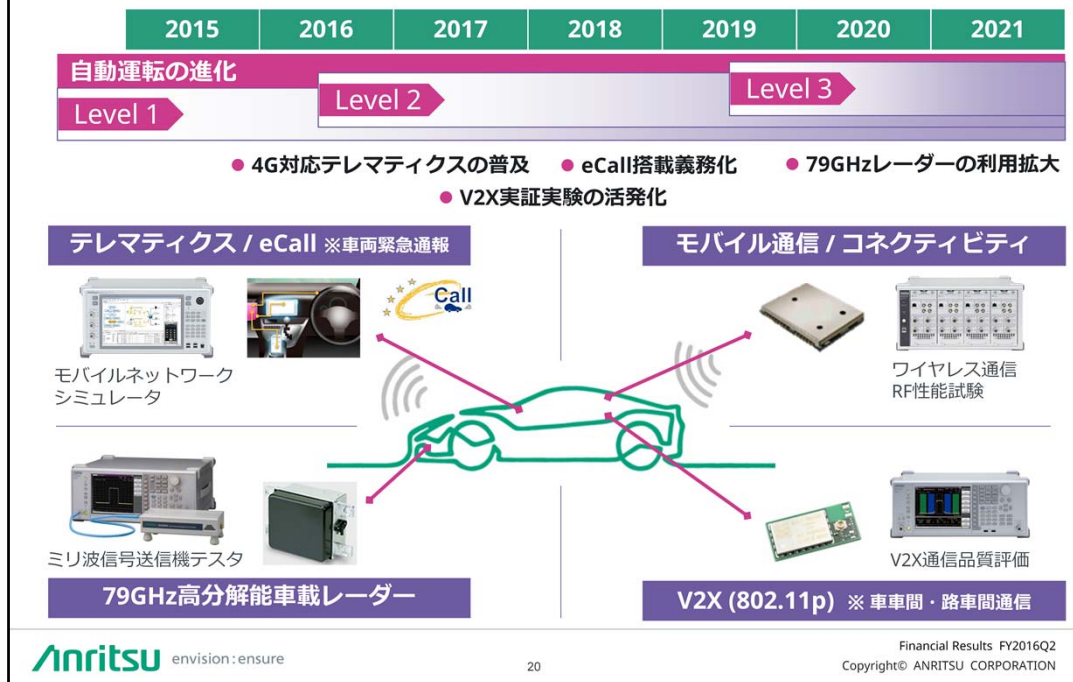 2015 2016 2017 2018 2019 2020 2021
自動運転の進化
Level 1
Level 2
Level 3
● 4G対応テレマティクスの普及 ● eCall搭載義務化 ● 79GHzレーダーの利用拡大
● V2X実証実験の活発化
テレマティクス / eCall ※車両緊急通報
モバイル通信 / コネクティビティ
Call
モバイルネットワーク
シミュレータ
ワイヤレス通信
RF性能試験
ミリ波信号送信機テスタ
V2X通信品質評価
79GHz高分解能車載レーダー
V2X (802.11p) ※ 車車間・路車間通信
Anritsu envision : ensure
20
Financial Results FY2016Q2
Copyright© ANRITSU CORPORATION